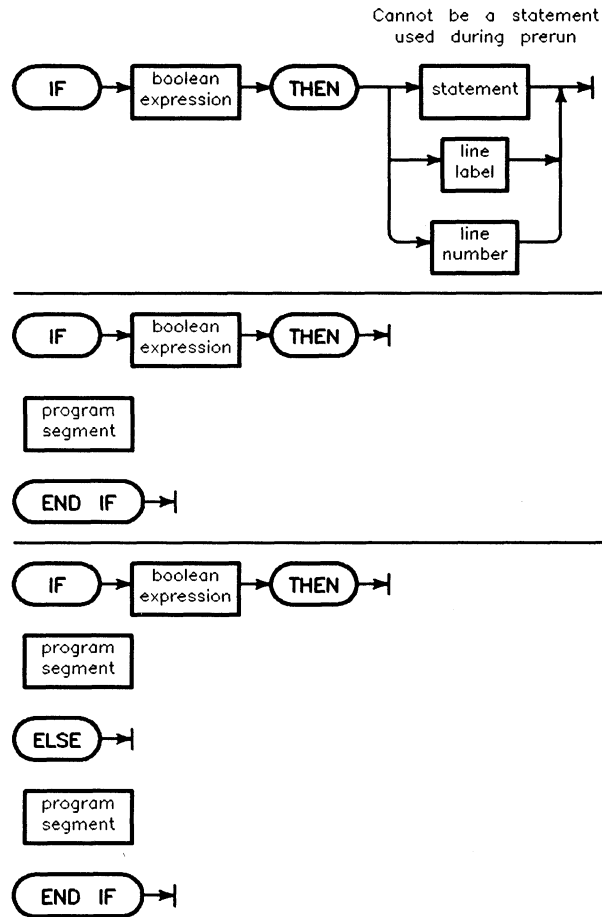 Cannot be a statement
used during prerun
IF
boolean
expression
THEN
statement
line
label
line
number
IF
boolean
expression
THEN
program
segment
END IF
IF
boolean
expression
THEN
program
segment
ELSE
program
segment
END IF